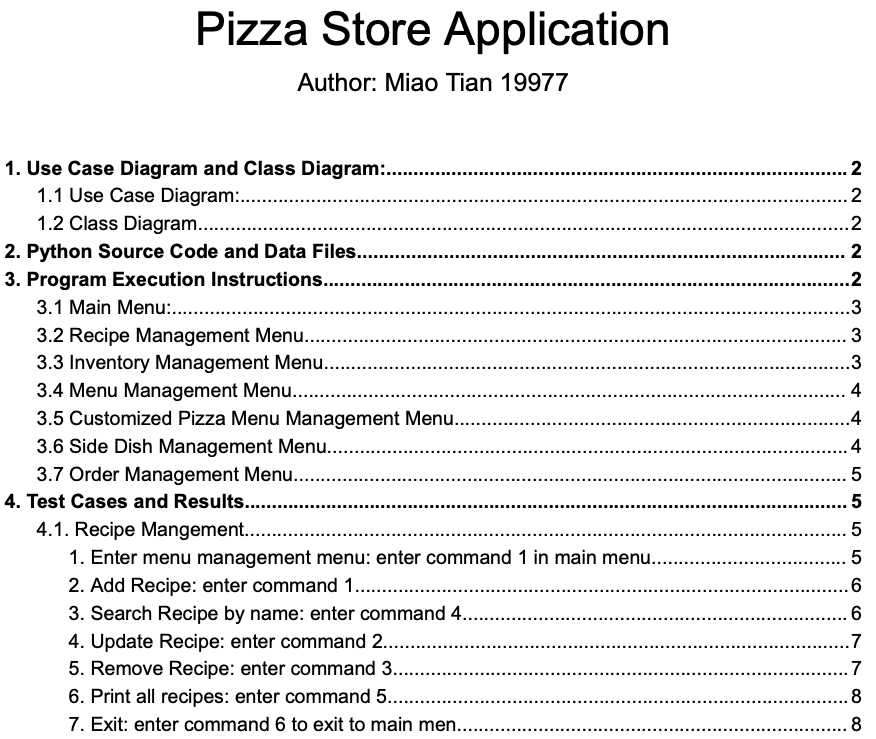 Pizza Store Application
Author: Miao Tian 19977
1. Use Case Diagram and Class Diagram:.................................................................................... 2
1.1 Use Case Diagram:............................................................................................................... 2
1.2 Class Diagram....................................................................................................................... 2
2. Python Source Code and Data Files......................................................................................... 2
3. Program Execution Instructions................................................................................................2
3.1 Main Menu:............................................................................................................................3
3.2 Recipe Management Menu................................................................................................... 3
3.3 Inventory Management Menu................................................................................................3
3.4 Menu Management Menu..................................................................................................... 4
3.5 Customized Pizza Menu Management Menu........................................................................4
3.6 Side Dish Management Menu............................................................................................... 4
3.7 Order Management Menu..................................................................................................... 5
4. Test Cases and Results............................................................................................................. 5
4.1. Recipe Mangement.............................................................................................................. 5
1. Enter menu management menu: enter command 1 in main menu.................................... 5
2. Add Recipe: enter command 1...........................................................................................6
3. Search Recipe by name: enter command 4....................................................................... 6
4. Update Recipe: enter command 2......................................................................................7
5. Remove Recipe: enter command 3....................................................................................7
6. Print all recipes: enter command 5..................................................................................... 8
7. Exit: enter command 6 to exit to main men........................................................................ 8